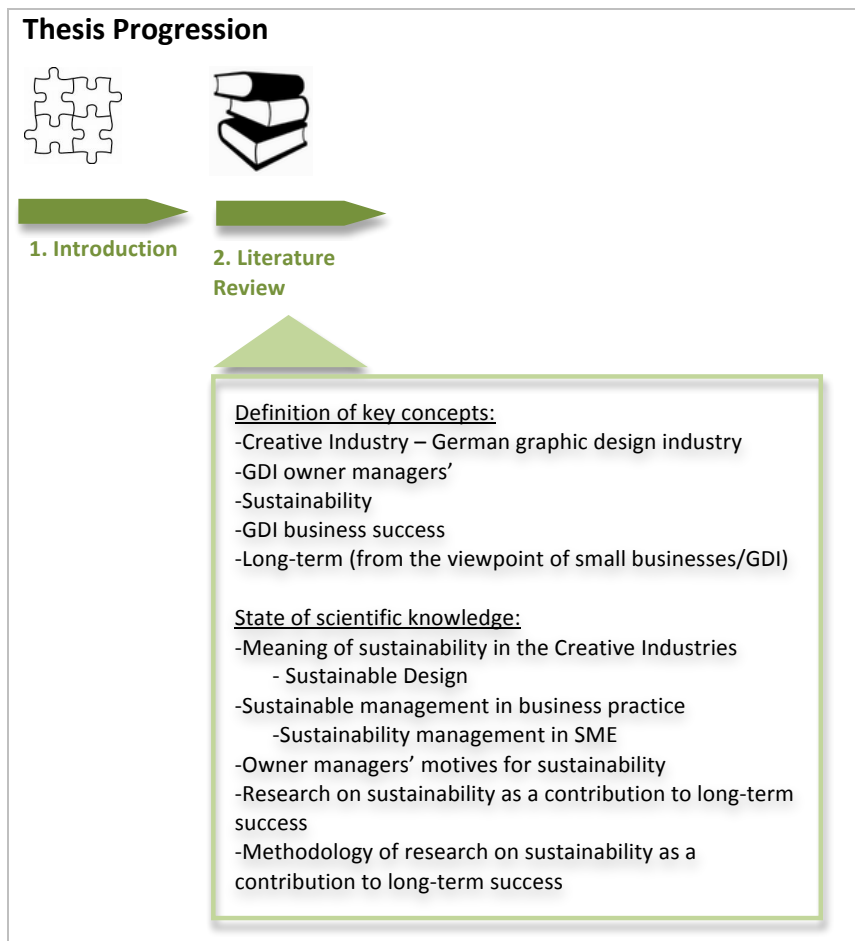 Thesis Progression
1. Introduction
2. Literature
Review
Definition of key concepts:
-Creative Industry – German graphic design industry
-GDI owner managers’
-Sustainability
-GDI business success
-Long-term (from the viewpoint of small businesses/GDI)
State of scientific knowledge:
-Meaning of sustainability in the Creative Industries
- Sustainable Design
-Sustainable management in business practice
-Sustainability management in SME
-Owner managers’ motives for sustainability
-Research on sustainability as a contribution to long-term
success
-Methodology of research on sustainability as a
contribution to long-term success